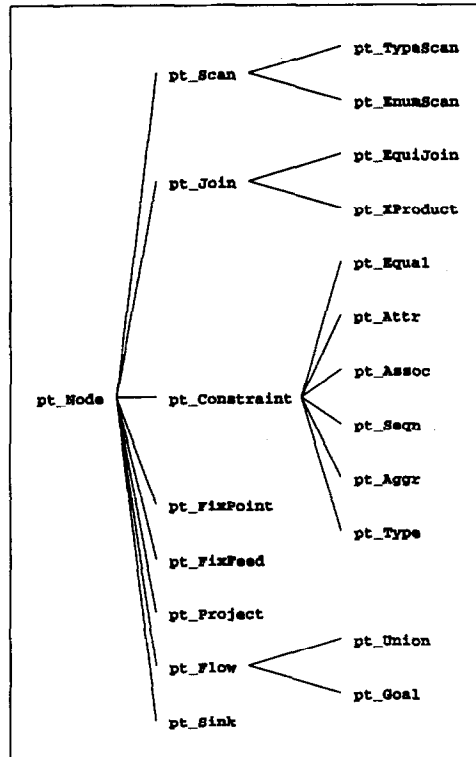 pt_TypeScan
pt_Scan
pt_EnumScan
pt_EquiJoin
pt_Join
pt_XProduct
pt_Equal
pt_Attr
pt_Assoc
pt_Node
pt_Constraint
pt_Seqn
pt_Aggr
pt_FixPoint
pt_Type
pt_FixFeed
pt_Project
pt_Union
pt_Flow
pt_Goal
pt_Sink